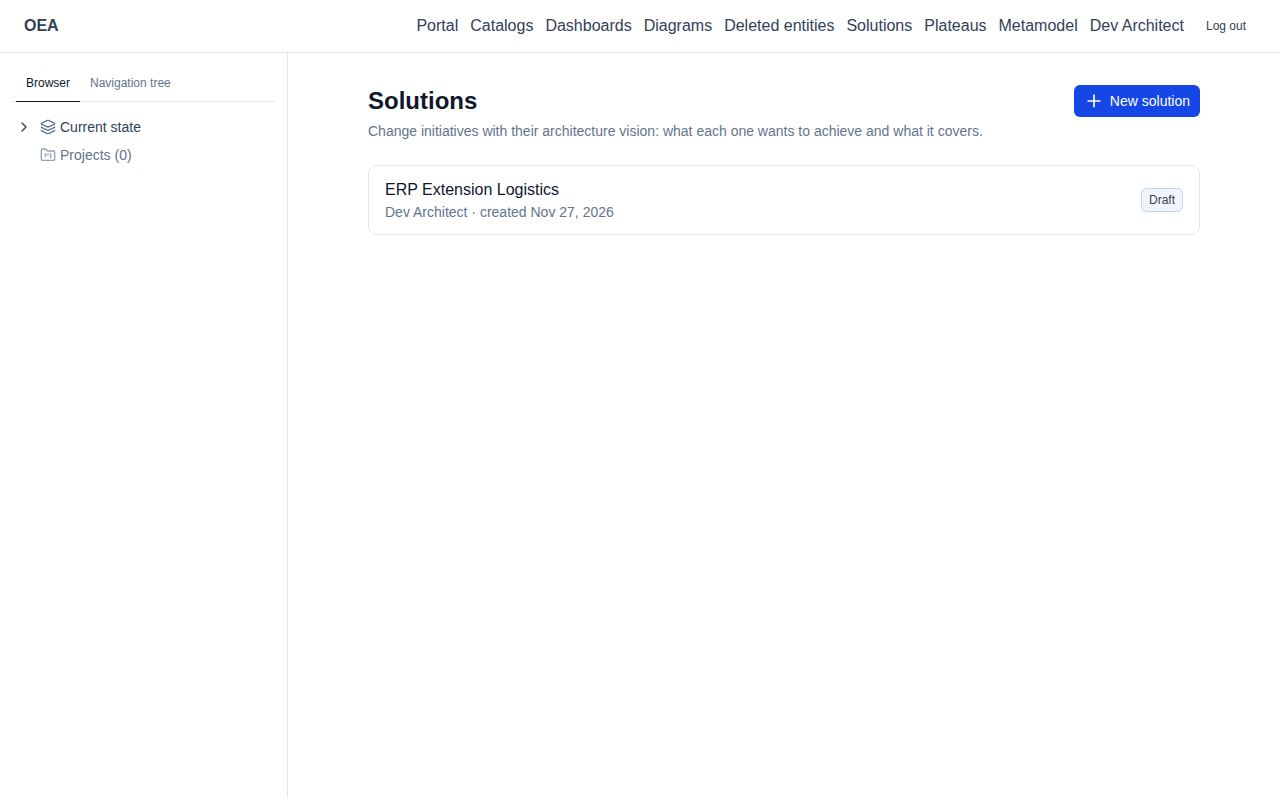 OEA
Portal Catalogs Dashboards Diagrams Deleted entities Solutions Plateaus Metamodel Dev Architect Log out
Browser Navigation tree
Current state
Projects (0)
Solutions
New solution
Change initiatives with their architecture vision: what each one wants to achieve and what it covers.
ERP Extension Logistics
Dev Architect · created Nov 27, 2026
Draft